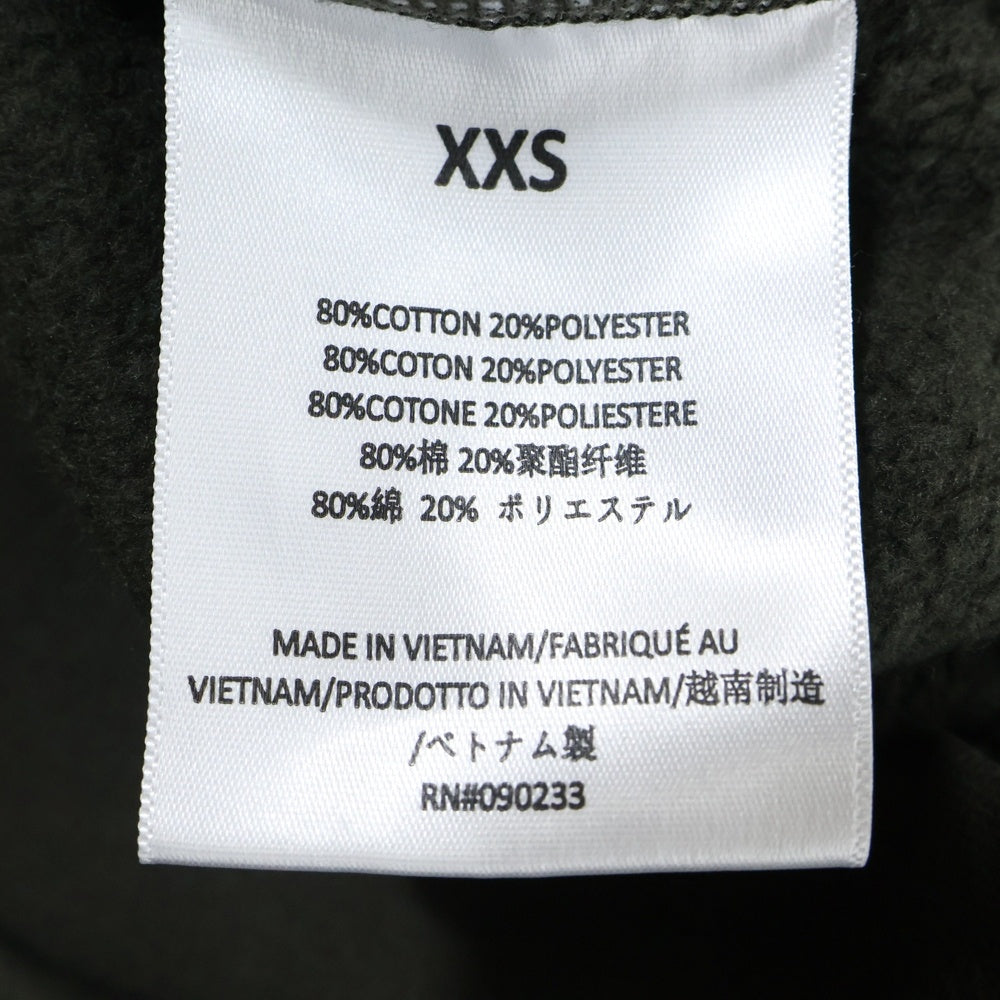 XXS
80%COTTON 20%POLYESTER
80%COTON 20%POLYESTER
80%COTONE 20%POLIESTERE
80%棉 20%聚酯纤维
80%綿 20% ポリエステル
MADE IN VIETNAM/FABRIQUÉ AU
VIETNAM/PRODOTTO IN VIETNAM/越南制造
/ベトナム製
RN#090233